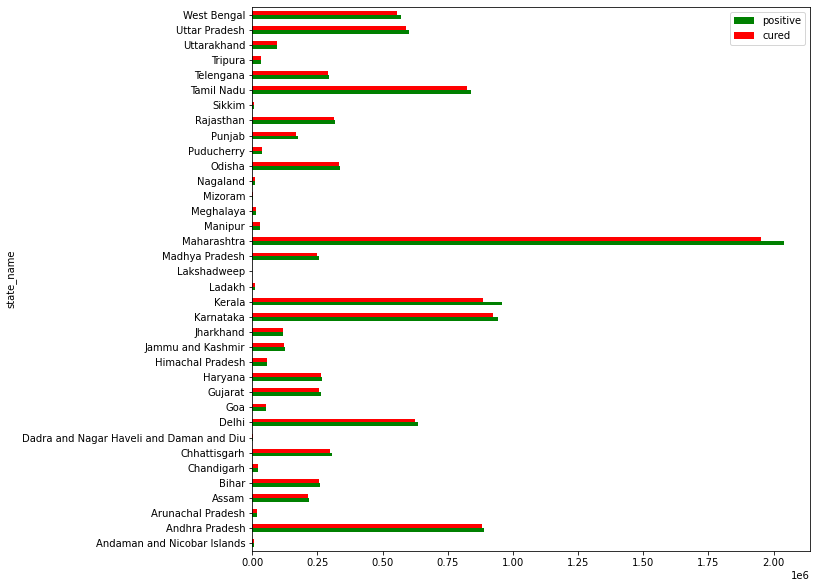 positive
cured
West Bengal
Uttar Pradesh
Uttarakhand
Tripura
Telengana
Tamil Nadu
Sikkim
Rajasthan
Punjab
Puducherry
Odisha
Nagaland
Mizoram
Meghalaya
Manipur
Maharashtra
Madhya Pradesh
Lakshadweep
Ladakh
Kerala
Karnataka
Jharkhand
Jammu and Kashmir
Himachal Pradesh
Haryana
Gujarat
Goa
Delhi
Dadra and Nagar Haveli and Daman and Diu
Chhattisgarh
Chandigarh
Bihar
Assam
Arunachal Pradesh
Andhra Pradesh
Andaman and Nicobar Islands
state_name
0.00 0.25 0.50 0.75 1.00 1.25 1.50 1.75 2.00
1e6